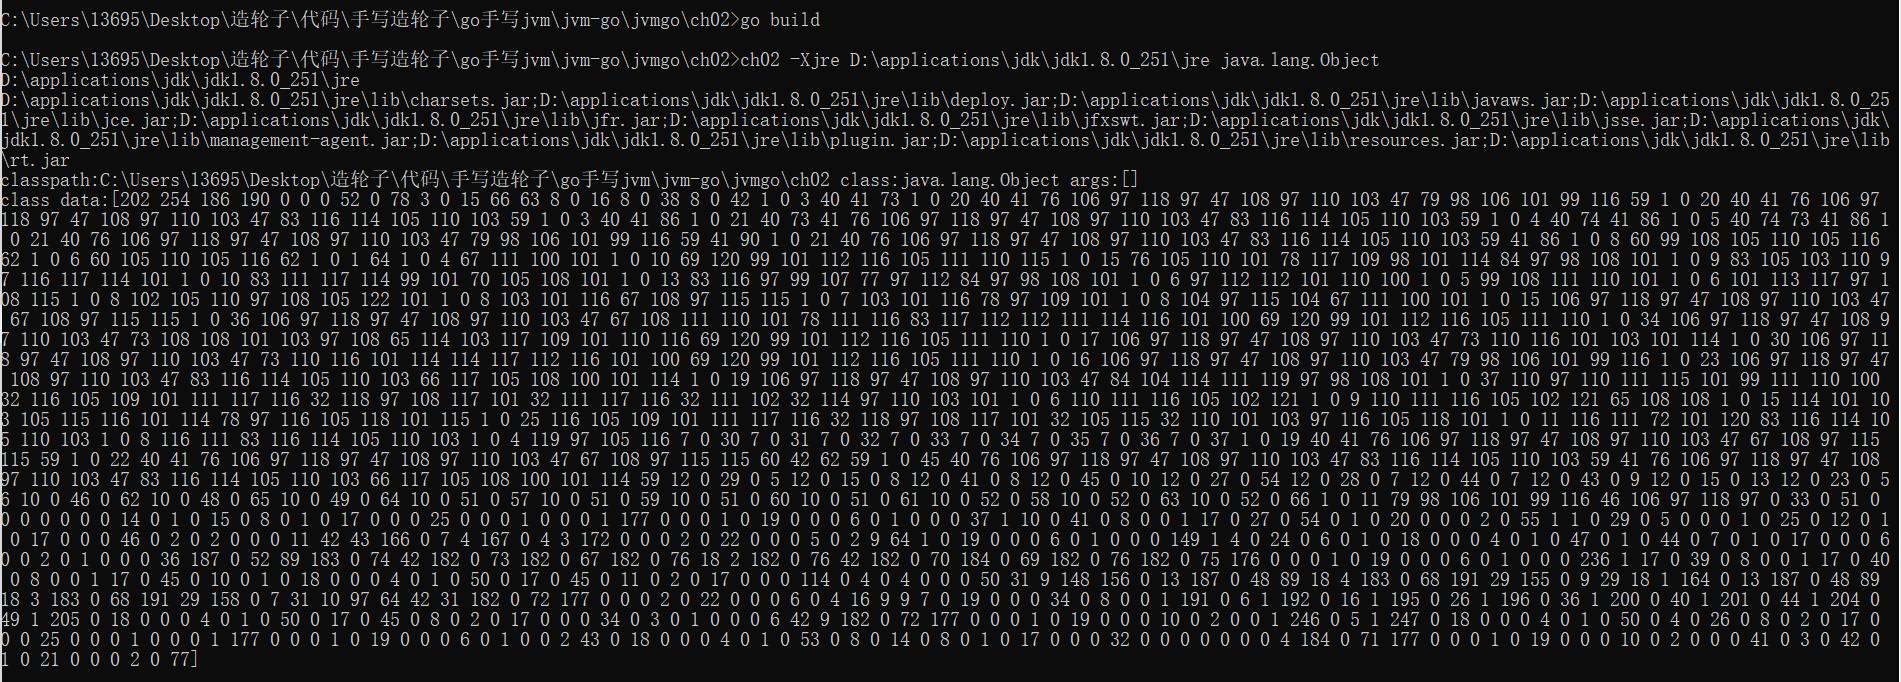 C:\Users\13695\Desktop\造轮子\代码\手写造轮子\go手写jvm\jvm-go\jvmgo\ch02>go build
C:\Users\13695\Desktop\造轮子\代码\手写造轮子\go手写jvm\jvm-go\jvmgo\ch02>ch02 -Xjre D:\applications\jdk\jdk1.8.0_251\jre java.lang.Object
D:\applications\jdk\jdk1.8.0_251\jre
D:\applications\jdk\jdk1.8.0_251\jre\lib\charsets.jar;D:\applications\jdk\jdk1.8.0_251\jre\lib\deploy.jar;D:\applications\jdk\jdk1.8.0_251\jre\lib\javaws.jar;D:\applications\jdk\jdk1.8.0_25
1\jre\lib\jce.jar;D:\applications\jdk\jdk1.8.0_251\jre\lib\jfr.jar;D:\applications\jdk\jdk1.8.0_251\jre\lib\jfxswt.jar;D:\applications\jdk\jdk1.8.0_251\jre\lib\jsse.jar;D:\applications\jdk\
jdk1.8.0_251\jre\lib\management-agent.jar;D:\applications\jdk\jdk1.8.0_251\jre\lib\plugin.jar;D:\applications\jdk\jdk1.8.0_251\jre\lib\resources.jar;D:\applications\jdk\jdk1.8.0_251\jre\lib
\rt.jar
classpath:C:\Users\13695\Desktop\造轮子\代码\手写造轮子\go手写jvm\jvm-go\jvmgo\ch02 class:java.lang.Object args:[]
class data:[202 254 186 190 0 0 0 52 0 78 3 0 15 66 63 8 0 16 8 0 38 8 0 42 1 0 3 40 41 73 1 0 20 40 41 76 106 97 118 97 47 108 97 110 103 47 79 98 106 101 99 116 59 1 0 20 40 41 76 106 97
118 97 47 108 97 110 103 47 83 116 114 105 110 103 59 1 0 3 40 41 86 1 0 21 40 73 41 76 106 97 118 97 47 108 97 110 103 47 83 116 114 105 110 103 59 1 0 4 40 74 41 86 1 0 5 40 74 73 41 86 1
0 21 40 76 106 97 118 97 47 108 97 110 103 47 79 98 106 101 99 116 59 41 90 1 0 21 40 76 106 97 118 97 47 108 97 110 103 47 83 116 114 105 110 103 59 41 86 1 0 8 60 99 108 105 110 105 116
62 1 0 6 60 105 110 105 116 62 1 0 1 64 1 0 4 67 111 100 101 1 0 10 69 120 99 101 112 116 105 111 110 115 1 0 15 76 105 110 101 78 117 109 98 101 114 84 97 98 108 101 1 0 9 83 105 103 110 9
7 116 117 114 101 1 0 10 83 111 117 114 99 101 70 105 108 101 1 0 13 83 116 97 99 107 77 97 112 84 97 98 108 101 1 0 6 97 112 112 101 110 100 1 0 5 99 108 111 110 101 1 0 6 101 113 117 97 1
08 115 1 0 8 102 105 110 97 108 105 122 101 1 0 8 103 101 116 67 108 97 115 115 1 0 7 103 101 116 78 97 109 101 1 0 8 104 97 115 104 67 111 100 101 1 0 15 106 97 118 97 47 108 97 110 103 47
67 108 97 115 115 1 0 36 106 97 118 97 47 108 97 110 103 47 67 108 111 110 101 78 111 116 83 117 112 112 111 114 116 101 100 69 120 99 101 112 116 105 111 110 1 0 34 106 97 118 97 47 108 9
7 110 103 47 73 108 108 101 103 97 108 65 114 103 117 109 101 110 116 69 120 99 101 112 116 105 111 110 1 0 17 106 97 118 97 47 108 97 110 103 47 73 110 116 101 103 101 114 1 0 30 106 97 11
8 97 47 108 97 110 103 47 73 110 116 101 114 114 117 112 116 101 100 69 120 99 101 112 116 105 111 110 1 0 16 106 97 118 97 47 108 97 110 103 47 79 98 106 101 99 116 1 0 23 106 97 118 97 47
108 97 110 103 47 83 116 114 105 110 103 66 117 105 108 100 101 114 1 0 19 106 97 118 97 47 108 97 110 103 47 84 104 114 111 119 97 98 108 101 1 0 37 110 97 110 111 115 101 99 111 110 100
32 116 105 109 101 111 117 116 32 118 97 108 117 101 32 111 117 116 32 111 102 32 114 97 110 103 101 1 0 6 110 111 116 105 102 121 1 0 9 110 111 116 105 102 121 65 108 108 1 0 15 114 101 10
3 105 115 116 101 114 78 97 116 105 118 101 115 1 0 25 116 105 109 101 111 117 116 32 118 97 108 117 101 32 105 115 32 110 101 103 97 116 105 118 101 1 0 11 116 111 72 101 120 83 116 114 10
5 110 103 1 0 8 116 111 83 116 114 105 110 103 1 0 4 119 97 105 116 7 0 30 7 0 31 7 0 32 7 0 33 7 0 34 7 0 35 7 0 36 7 0 37 1 0 19 40 41 76 106 97 118 97 47 108 97 110 103 47 67 108 97 115
115 59 1 0 22 40 41 76 106 97 118 97 47 108 97 110 103 47 67 108 97 115 115 60 42 62 59 1 0 45 40 76 106 97 118 97 47 108 97 110 103 47 83 116 114 105 110 103 59 41 76 106 97 118 97 47 108
97 110 103 47 83 116 114 105 110 103 66 117 105 108 100 101 114 59 12 0 29 0 5 12 0 15 0 8 12 0 41 0 8 12 0 45 0 10 12 0 27 0 54 12 0 28 0 7 12 0 44 0 7 12 0 43 0 9 12 0 15 0 13 12 0 23 0 5
6 10 0 46 0 62 10 0 48 0 65 10 0 49 0 64 10 0 51 0 57 10 0 51 0 59 10 0 51 0 60 10 0 51 0 61 10 0 52 0 58 10 0 52 0 63 10 0 52 0 66 1 0 11 79 98 106 101 99 116 46 106 97 118 97 0 33 0 51 0
0 0 0 0 0 0 14 0 1 0 15 0 8 0 1 0 17 0 0 0 25 0 0 0 1 0 0 0 1 177 0 0 0 1 0 19 0 0 0 6 0 1 0 0 0 37 1 10 0 41 0 8 0 0 1 17 0 27 0 54 0 1 0 20 0 0 0 2 0 55 1 1 0 29 0 5 0 0 0 1 0 25 0 12 0 1
0 17 0 0 0 46 0 2 0 2 0 0 0 11 42 43 166 0 7 4 167 0 4 3 172 0 0 0 2 0 22 0 0 0 5 0 2 9 64 1 0 19 0 0 0 6 0 1 0 0 0 149 1 4 0 24 0 6 0 1 0 18 0 0 0 4 0 1 0 47 0 1 0 44 0 7 0 1 0 17 0 0 0 6
0 0 2 0 1 0 0 0 36 187 0 52 89 183 0 74 42 182 0 73 182 0 67 182 0 76 18 2 182 0 76 42 182 0 70 184 0 69 182 0 76 182 0 75 176 0 0 0 1 0 19 0 0 0 6 0 1 0 0 0 236 1 17 0 39 0 8 0 0 1 17 0 40
0 8 0 0 1 17 0 45 0 10 0 1 0 18 0 0 0 4 0 1 0 50 0 17 0 45 0 11 0 2 0 17 0 0 0 114 0 4 0 4 0 0 0 50 31 9 148 156 0 13 187 0 48 89 18 4 183 0 68 191 29 155 0 9 29 18 1 164 0 13 187 0 48 89
18 3 183 0 68 191 29 158 0 7 31 10 97 64 42 31 182 0 72 177 0 0 0 2 0 22 0 0 0 6 0 4 16 9 9 7 0 19 0 0 0 34 0 8 0 0 1 191 0 6 1 192 0 16 1 195 0 26 1 196 0 36 1 200 0 40 1 201 0 44 1 204 0
49 1 205 0 18 0 0 0 4 0 1 0 50 0 17 0 45 0 8 0 2 0 17 0 0 0 34 0 3 0 1 0 0 0 6 42 9 182 0 72 177 0 0 0 1 0 19 0 0 0 10 0 2 0 0 1 246 0 5 1 247 0 18 0 0 0 4 0 1 0 50 0 4 0 26 0 8 0 2 0 17 0
0 0 25 0 0 0 1 0 0 0 1 177 0 0 0 1 0 19 0 0 0 6 0 1 0 0 2 43 0 18 0 0 0 4 0 1 0 53 0 8 0 14 0 8 0 1 0 17 0 0 0 32 0 0 0 0 0 0 0 4 184 0 71 177 0 0 0 1 0 19 0 0 0 10 0 2 0 0 0 41 0 3 0 42 0
1 0 21 0 0 0 2 0 77]